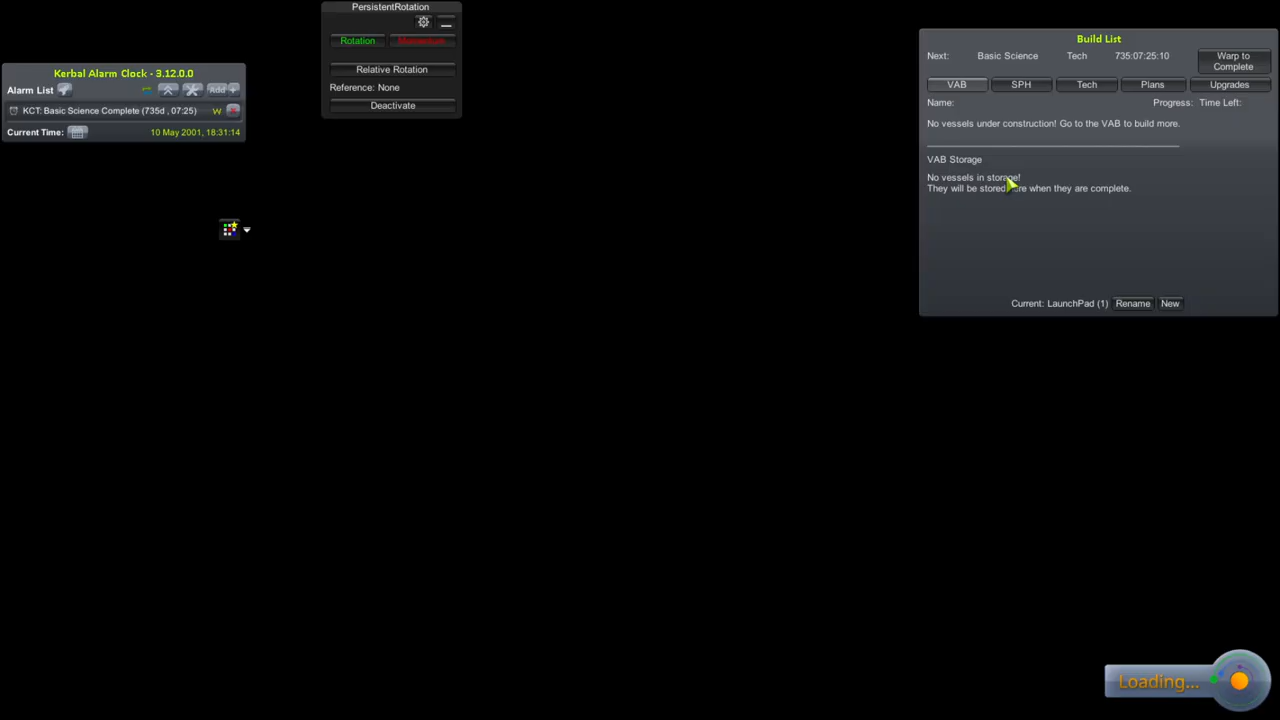 PersistentRotation
Rotation Momentum
Relative Rotation
Reference: None
Deactivate
Kerbal Alarm Clock - 3.12.0.0
Alarm List Add +
KCT: Basic Science Complete (735d , 07:25) W
Current Time: 10 May 2001, 18:31:14
Build List
Next: Basic Science Tech 735:07:25:10 Warp to Complete
VAB SPH Tech Plans Upgrades
Name: Progress: Time Left:
No vessels under construction! Go to the VAB to build more.
VAB Storage
No vessels in storage!
They will be stored here when they are complete.
Current: LaunchPad (1) Rename New
Loading...